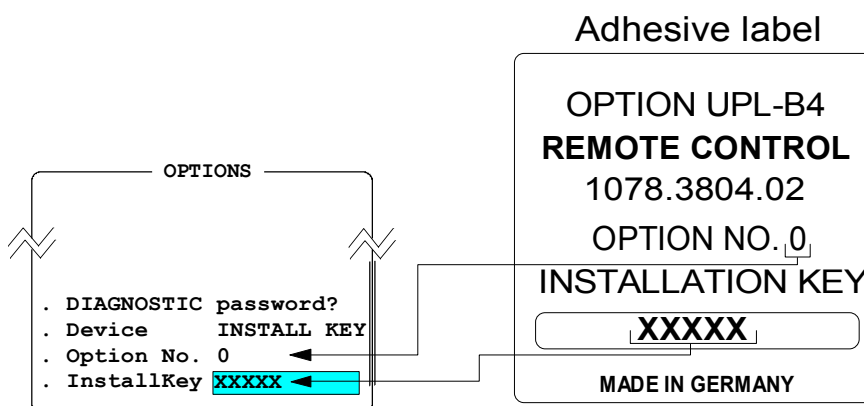 Adhesive label
OPTION UPL-B4
REMOTE CONTROL
1078.3804.02
OPTION NO. 0
INSTALLATION KEY
XXXXX
MADE IN GERMANY
OPTIONS
. DIAGNOSTIC password?
. Device INSTALL KEY
. Option No. 0
. InstallKey XXXXX